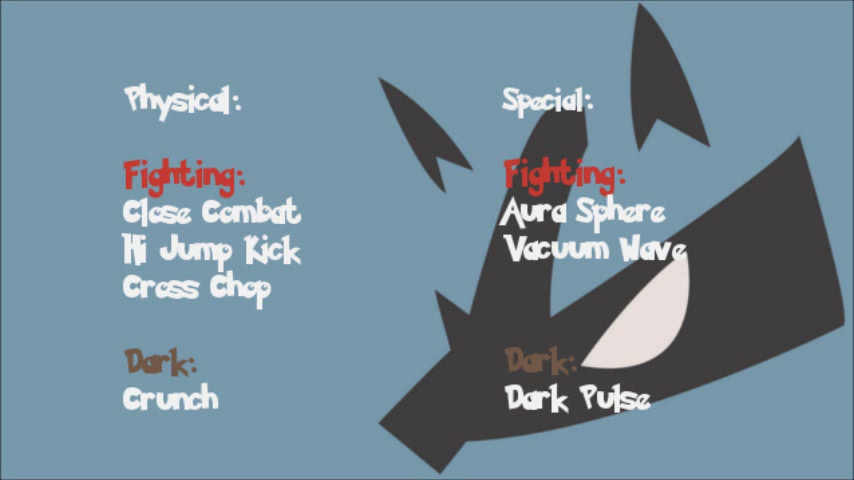 Physical:
Fighting:
Close Combat
Hi Jump Kick
Cross Chop
Dark:
Crunch
Special:
Fighting:
Aura Sphere
Vacuum Wave
Dark:
Dark Pulse